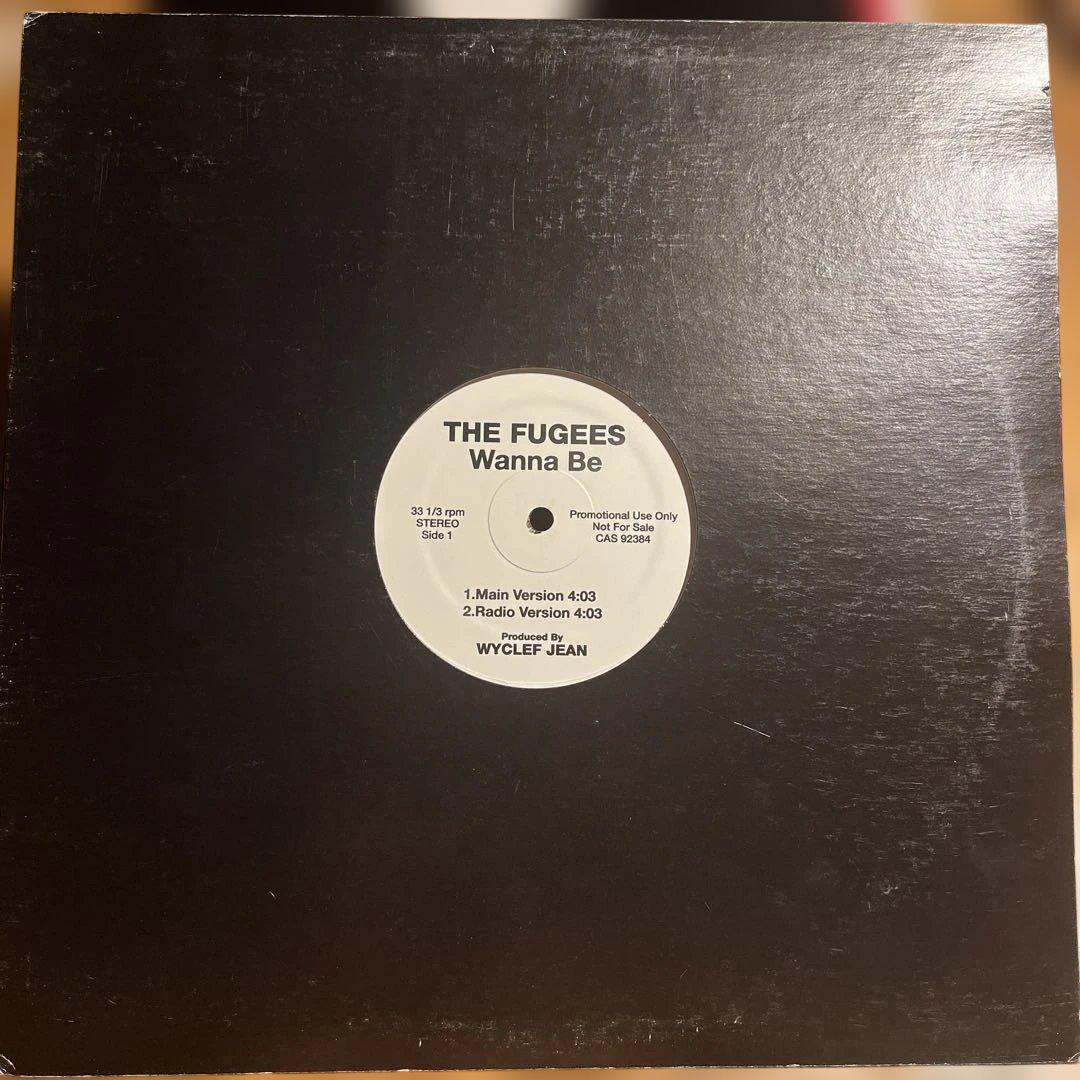 THE FUGEES
Wanna Be
33 1/3 rpm
STEREO
Side 1
Promotional Use Only
Not For Sale
CAS 92384
1.Main Version 4:03
2.Radio Version 4:03
Produced By
WYCLEF JEAN